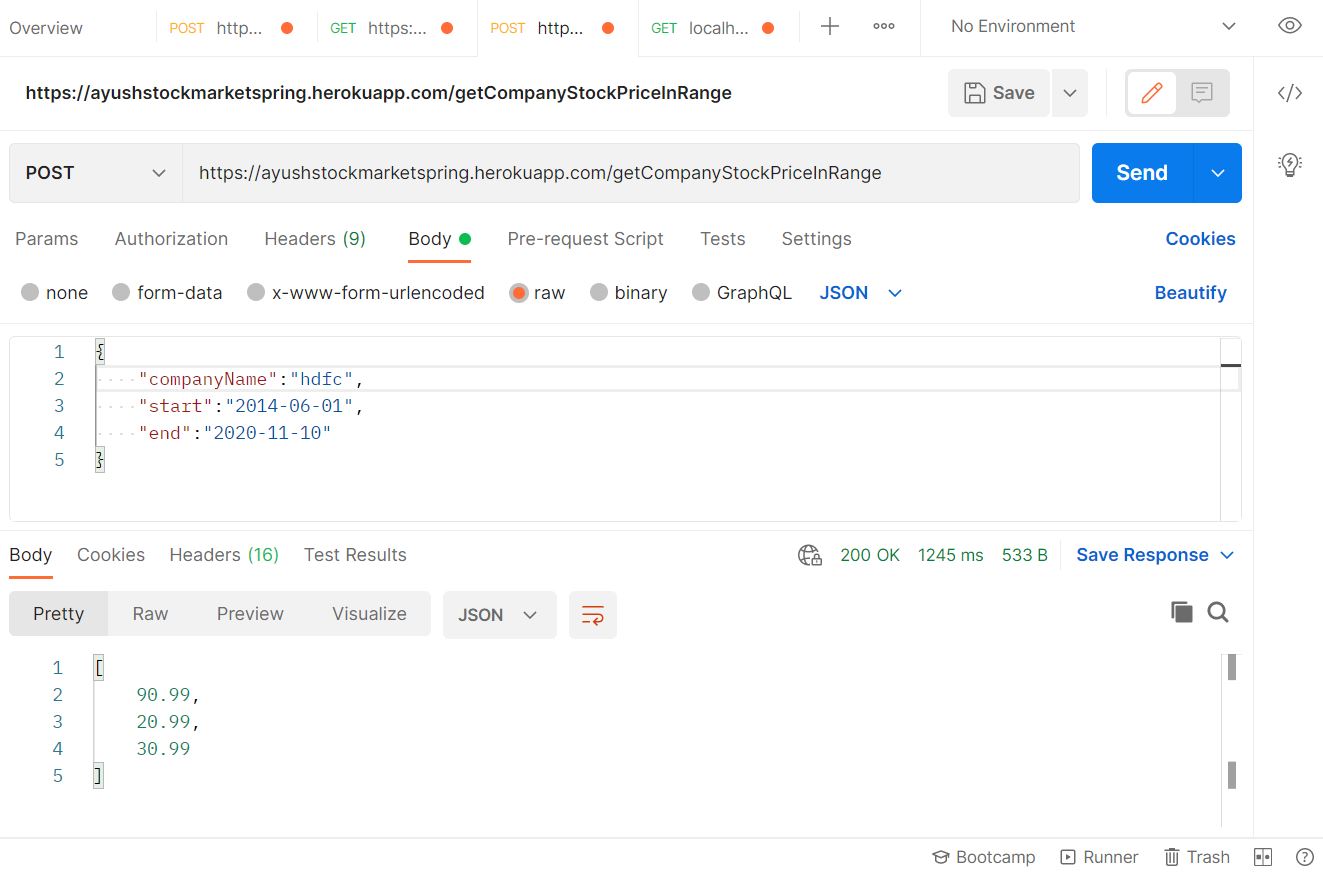 Overview POST http... GET https:... POST http... GET localh... No Environment
https://ayushstockmarketspring.herokuapp.com/getCompanyStockPriceInRange Save
POST https://ayushstockmarketspring.herokuapp.com/getCompanyStockPriceInRange Send
Params Authorization Headers (9) Body Pre-request Script Tests Settings Cookies
none form-data x-www-form-urlencoded raw binary GraphQL JSON Beautify
1 {
2 "companyName":"hdfc",
3 "start":"2014-06-01",
4 "end":"2020-11-10"
5 }
Body Cookies Headers (16) Test Results 200 OK 1245 ms 533 B Save Response
Pretty Raw Preview Visualize JSON
1 [
2 90.99,
3 20.99,
4 30.99
5 ]
Bootcamp Runner Trash